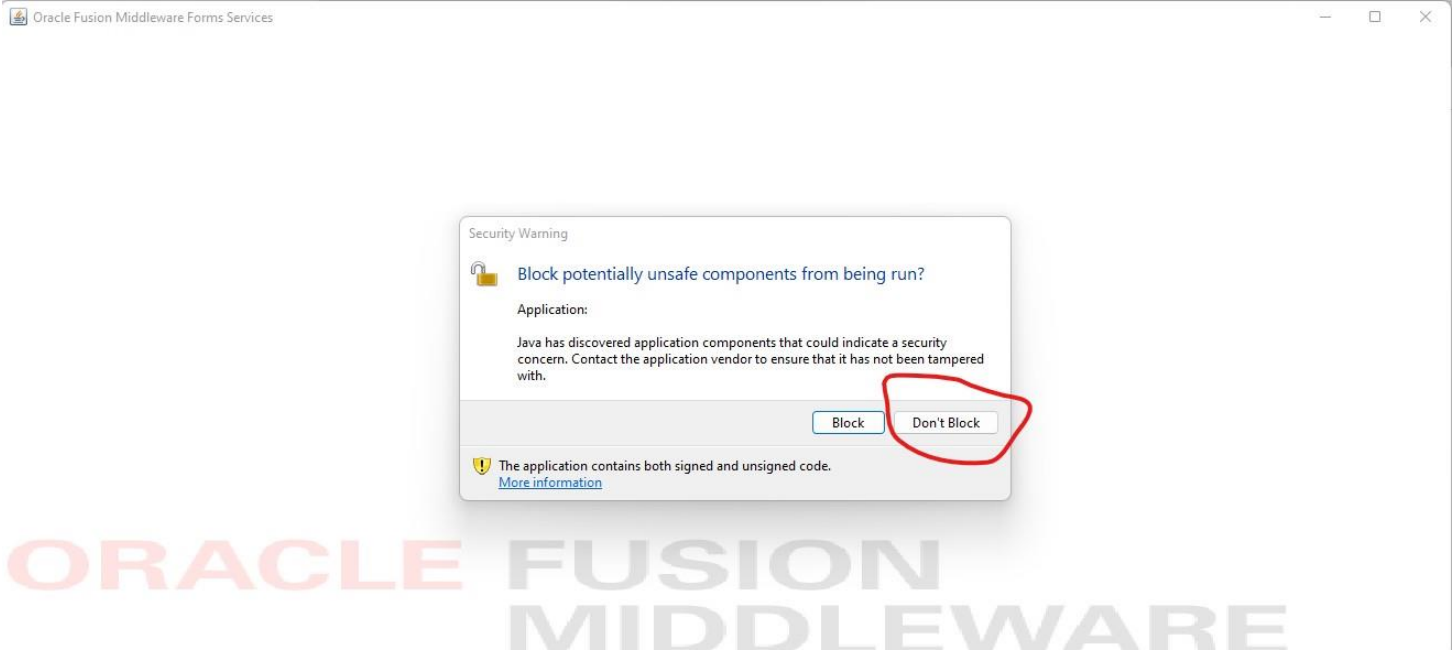 Oracle Fusion Middleware Forms Services
Security Warning
Block potentially unsafe components from being run?
Application:
Java has discovered application components that could indicate a security
concern. Contact the application vendor to ensure that it has not been tampered
with.
Block
Don't Block
The application contains both signed and unsigned code.
More information
ORACLE FUSION
MIDDLEWARE